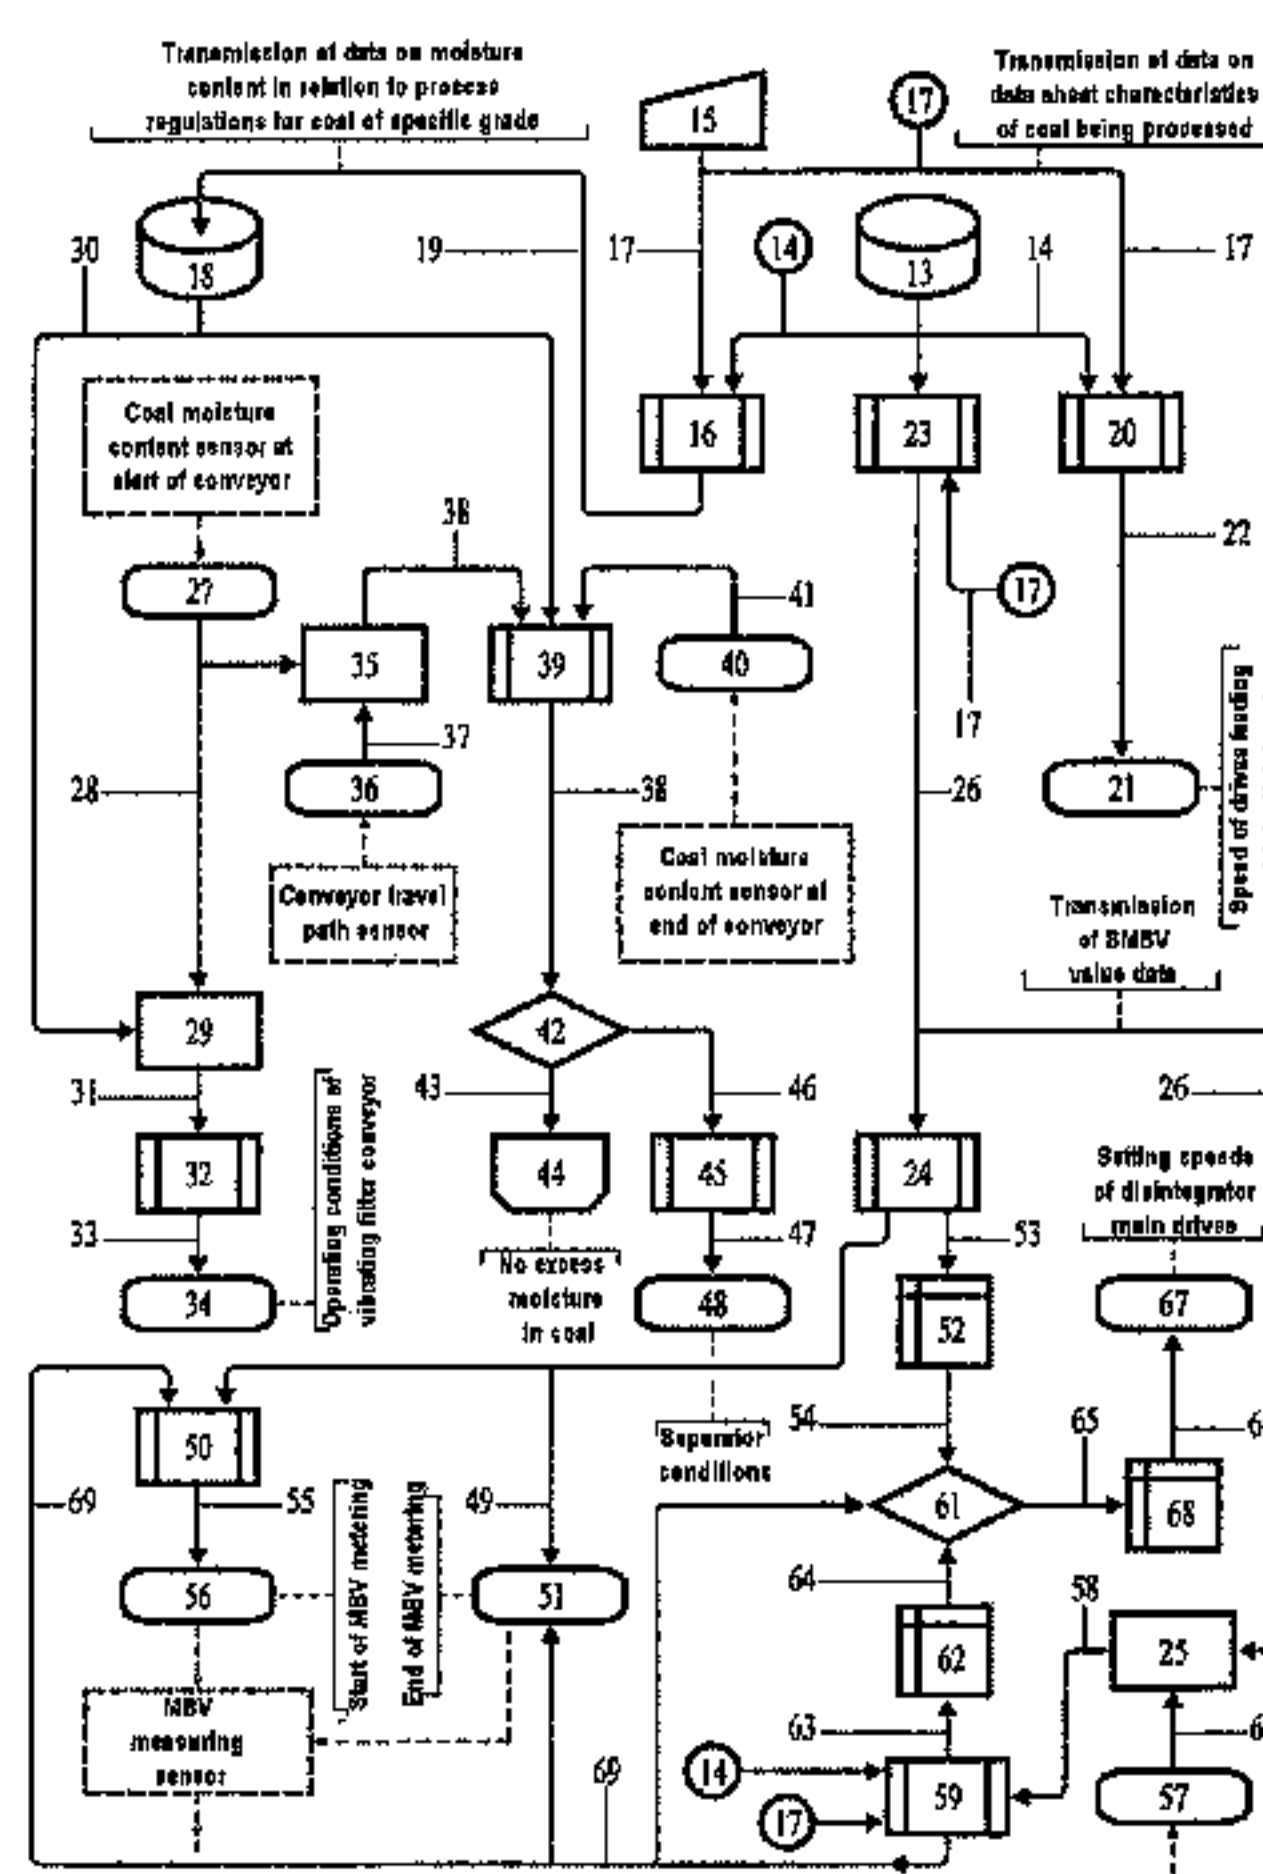 Transmission of data on moisture
content in relation to process
regulations for coal of specific grade
15
17
Transmission of data on
data sheet characteristics
of coal being processed
30
18
19
17
14
13
14
17
Coal moisture
content sensor at
start of conveyor
16
23
20
38
22
27
41
17
35
39
40
37
17
28
36
38
26
21
Speed of drives feeding
Conveyor travel
path sensor
Coal moisture
content sensor at
end of conveyor
Transmission
of SMBV
value data
29
42
31
43
46
26
Operating conditions of
vibrating filter conveyor
32
44
45
24
Setting speeds
of disintegrator
main drives
33
47
53
34
No excess
moisture
in coal
48
52
67
54
65
6
50
Separator
conditions
69
55
49
61
68
Start of MBV metering
End of MBV metering
56
51
64
58
62
25
MBV
measuring
sensor
63
6
69
14
59
57
17